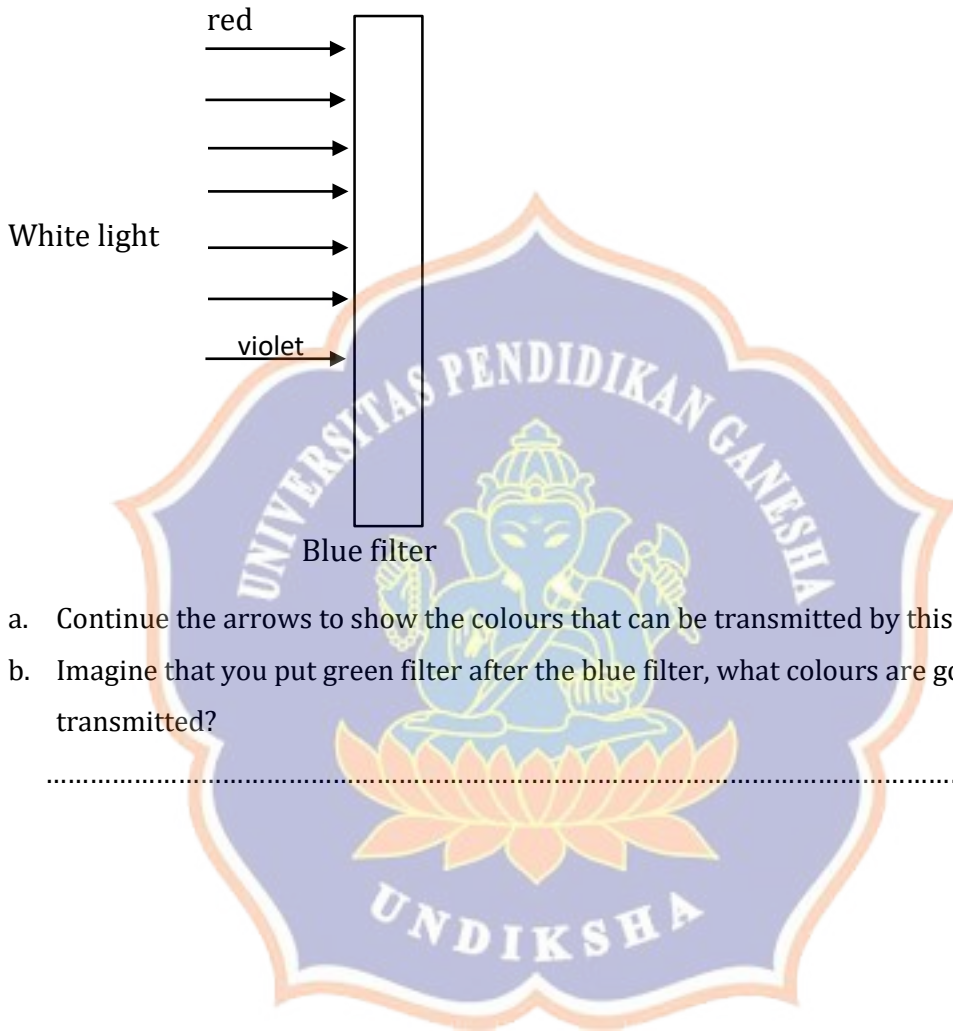 red
White light
violet
UNIVERSITAS PENDIDIKAN GANESHA
Blue filter
a. Continue the arrows to show the colours that can be transmitted by this
b. Imagine that you put green filter after the blue filter, what colours are go
transmitted?
................................................................................................................................
UNDIKSHA